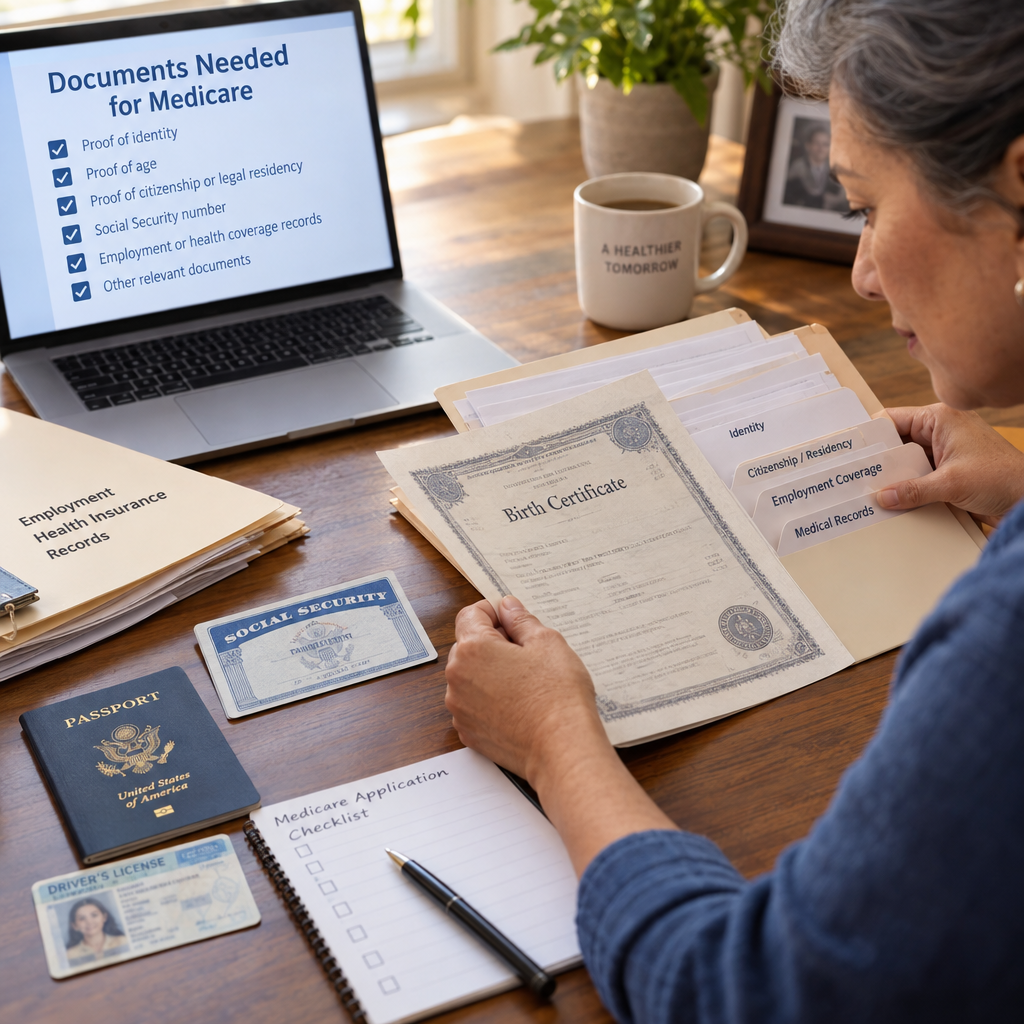 Documents Needed
for Medicare
Proof of identity
Proof of age
Proof of citizenship or legal residency
Social Security number
Employment or health coverage records
Other relevant documents
A HEALTHIER
TOMORROW
Identity
Citizenship / Residency
Employment Coverage
Medical Records
Birth Certificate
Employment
Health Insurance
Records
SOCIAL SECURITY
PASSPORT
United States
of America
DRIVER'S LICENSE
Medicare Application
Checklist